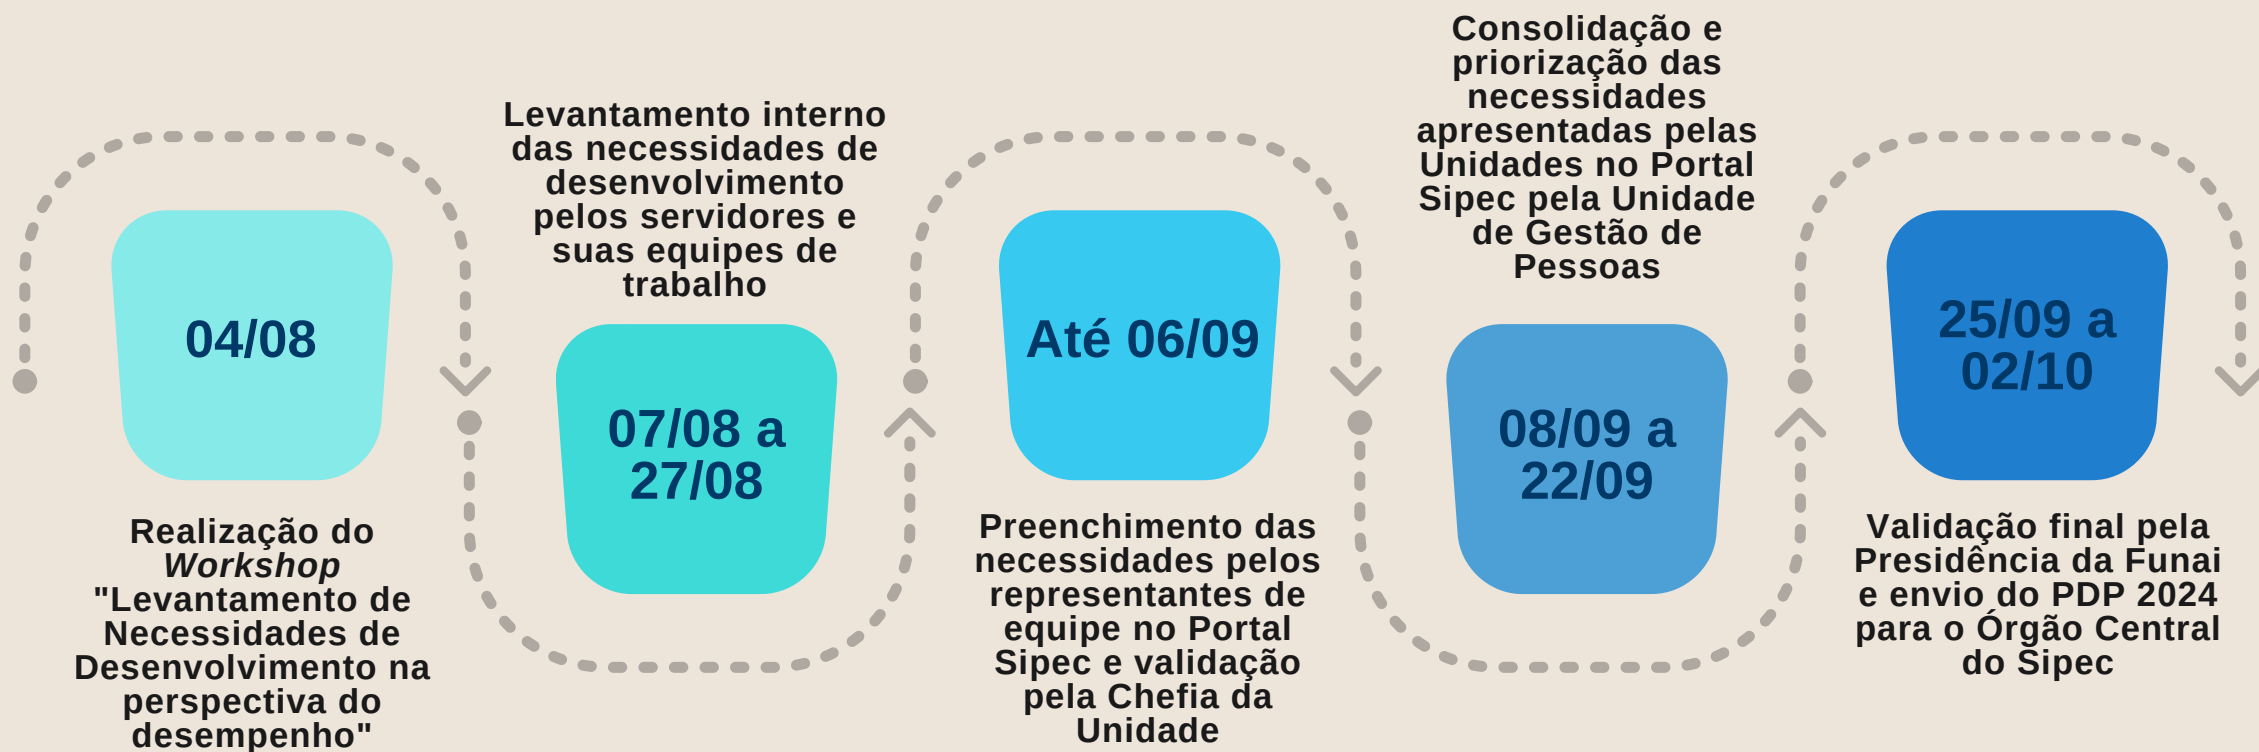 04/08
Realização do
Workshop
"Levantamento de
Necessidades de
Desenvolvimento na
perspectiva do
desempenho"
Levantamento interno
das necessidades de
desenvolvimento
pelos servidores e
suas equipes de
trabalho
07/08 a
27/08
Até 06/09
Preenchimento das
necessidades pelos
representantes de
equipe no Portal
Sipec e validação
pela Chefia da
Unidade
Consolidação e
priorização das
necessidades
apresentadas pelas
Unidades no Portal
Sipec pela Unidade
de Gestão de
Pessoas
08/09 a
22/09
25/09 a
02/10
Validação final pela
Presidência da Funai
e envio do PDP 2024
para o Órgão Central
do Sipec